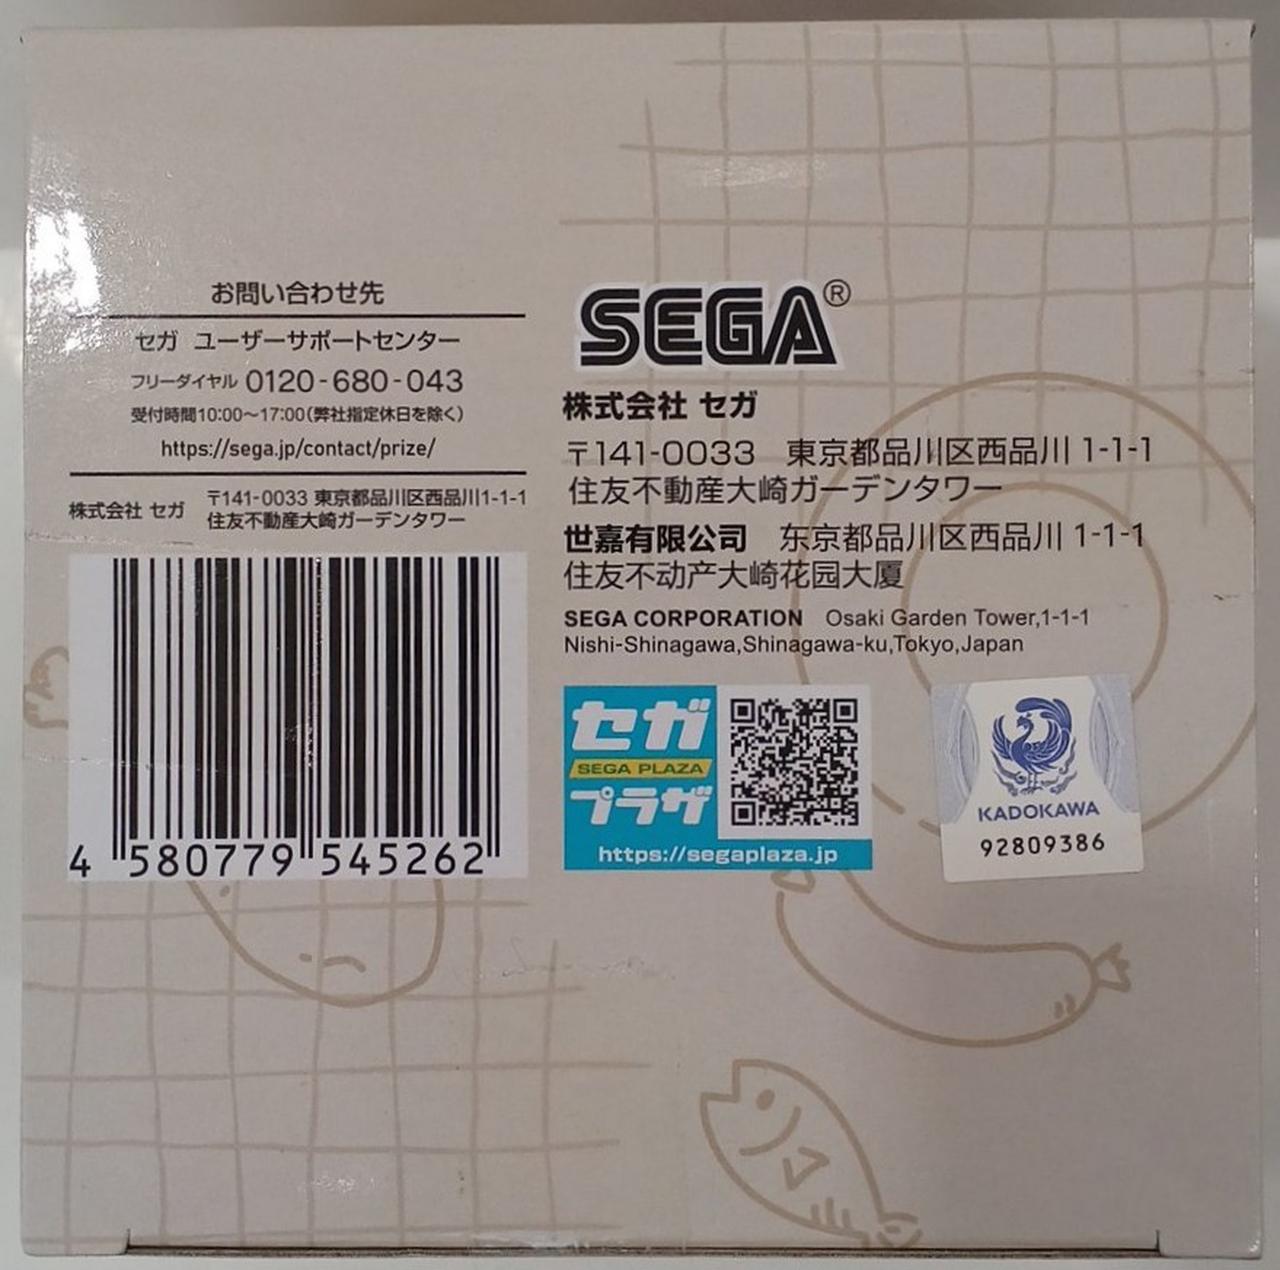 お問い合わせ先
セガ ユーザーサポートセンター
フリーダイヤル 0120-680-043
受付時間10:00～17:00(弊社指定休日を除く)
https://sega.jp/contact/prize/
株式会社 セガ 〒141-0033 東京都品川区西品川1-1-1
住友不動産大崎ガーデンタワー
4 580779 545262
SEGA®
株式会社 セガ
〒141-0033 東京都品川区西品川 1-1-1
住友不動産大崎ガーデンタワー
世嘉有限公司 东京都品川区西品川 1-1-1
住友不动产大崎花园大厦
SEGA CORPORATION Osaki Garden Tower,1-1-1
Nishi-Shinagawa,Shinagawa-ku,Tokyo,Japan
セガ
SEGA PLAZA
プラザ
https://segaplaza.jp
KADOKAWA
92809386